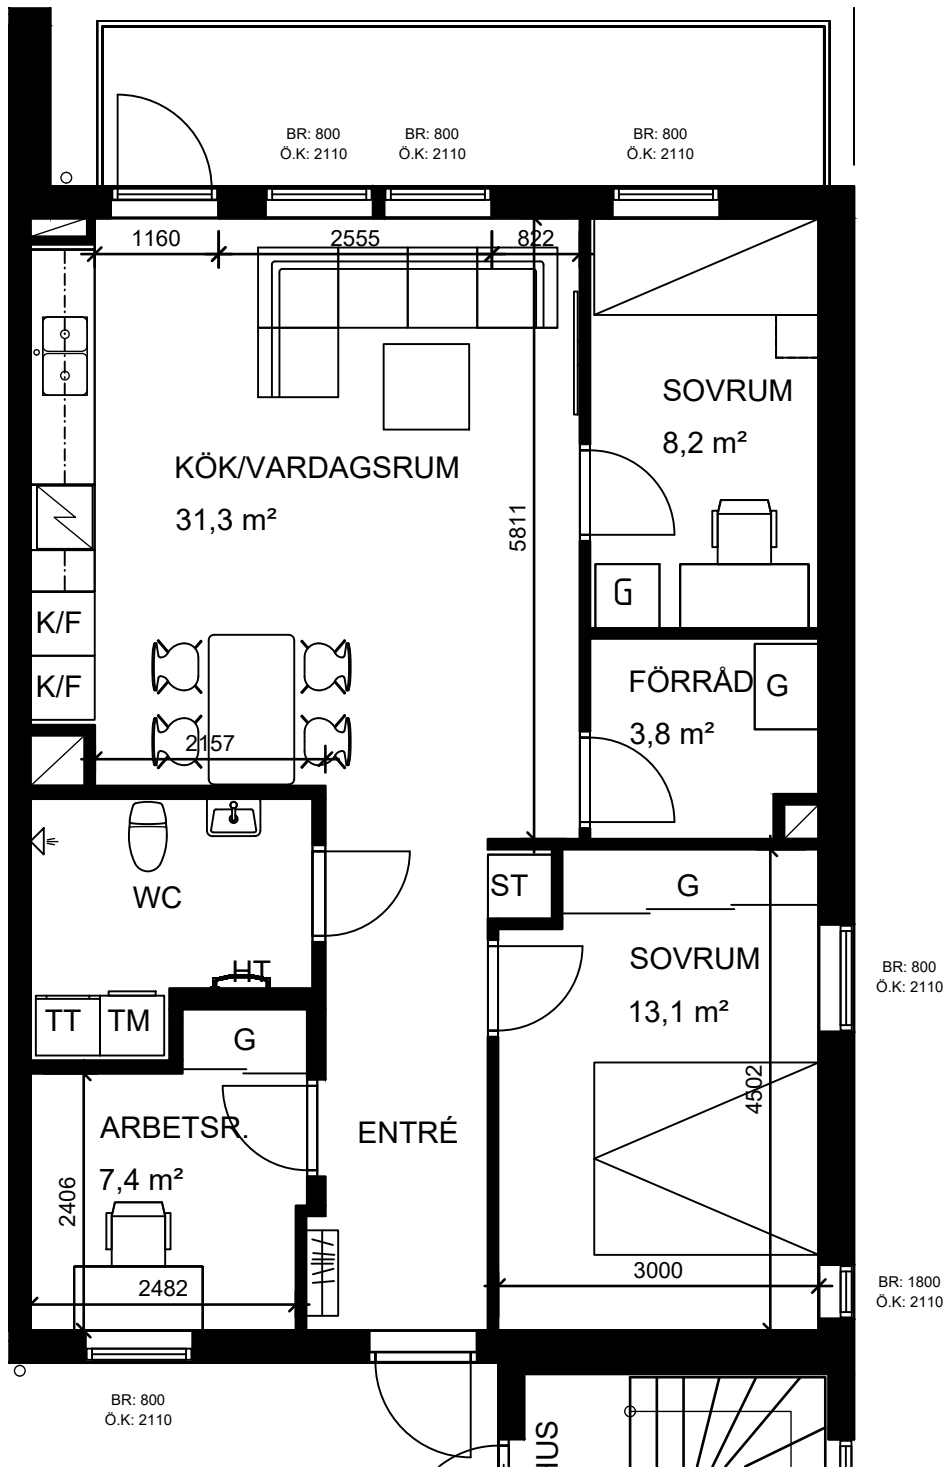 BR: 800
Ö.K: 2110
BR: 800
Ö.K: 2110
BR: 800
Ö.K: 2110
1160
2555
822
SOVRUM
8,2 m²
KÖK/VARDAGSRUM
31,3 m²
5811
G
K/F
K/F
FÖRRÅD
G
3,8 m²
2157
WC
ST
G
HT
SOVRUM
13,1 m²
BR: 800
Ö.K: 2110
TT
TM
G
4502
ARBETSR.
7,4 m²
ENTRÉ
2406
2482
3000
BR: 1800
Ö.K: 2110
BR: 800
Ö.K: 2110
HUS